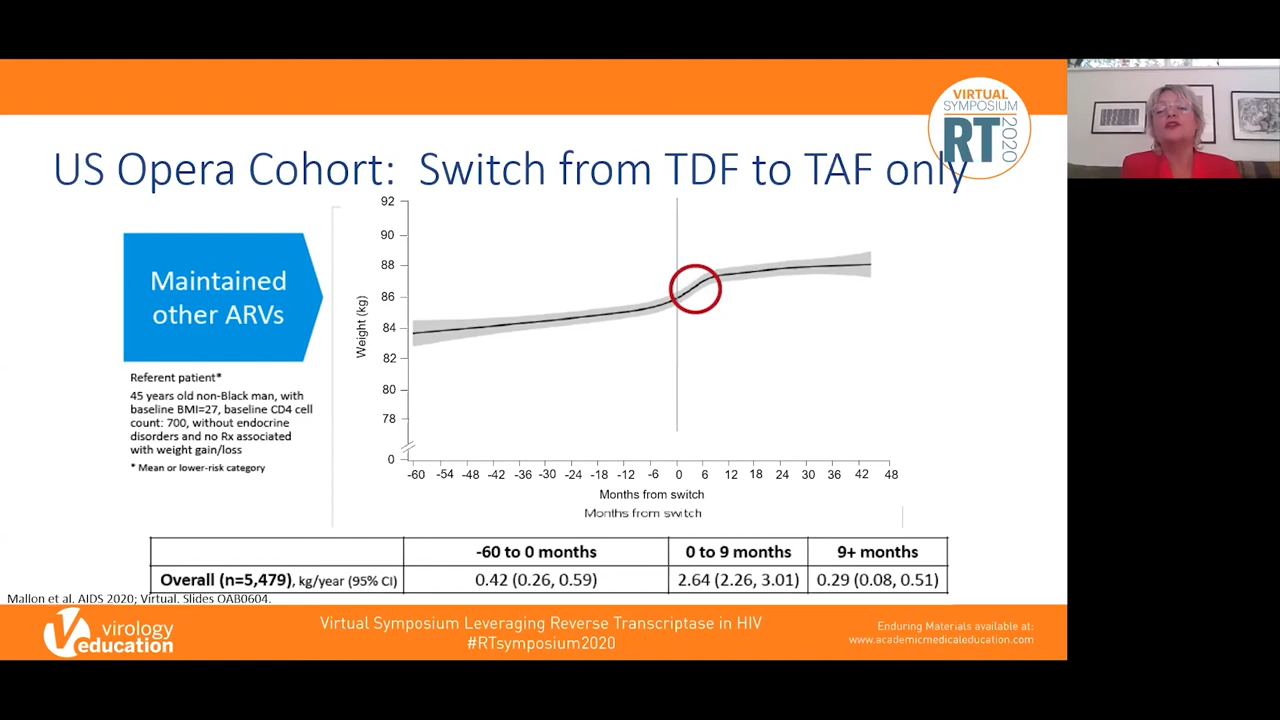 VIRTUAL
SYMPOSIUM
RT
2020
US Opera Cohort: Switch from TDF to TAF only
Maintained
other ARVs
Referent patient*
45 years old non-Black man, with
baseline BMI=27, baseline CD4 cell
count: 700, without endocrine
disorders and no Rx associated
with weight gain/loss
* Mean or lower-risk category
Weight (kg)
92
90
88
86
84
82
80
78
0
-60 -54 -48 -42 -36 -30 -24 -18 -12 -6 0 6 12 18 24 30 36 42 48
Months from switch
Months from switch
-60 to 0 months 0 to 9 months 9+ months
Overall (n=5,479), kg/year (95% CI) 0.42 (0.26, 0.59) 2.64 (2.26, 3.01) 0.29 (0.08, 0.51)
Mallon et al. AIDS 2020; Virtual. Slides OAB0604.
virology
education
Virtual Symposium Leveraging Reverse Transcriptase in HIV
#RTsymposium2020
Enduring Materials available at:
www.academicmedicaleducation.com